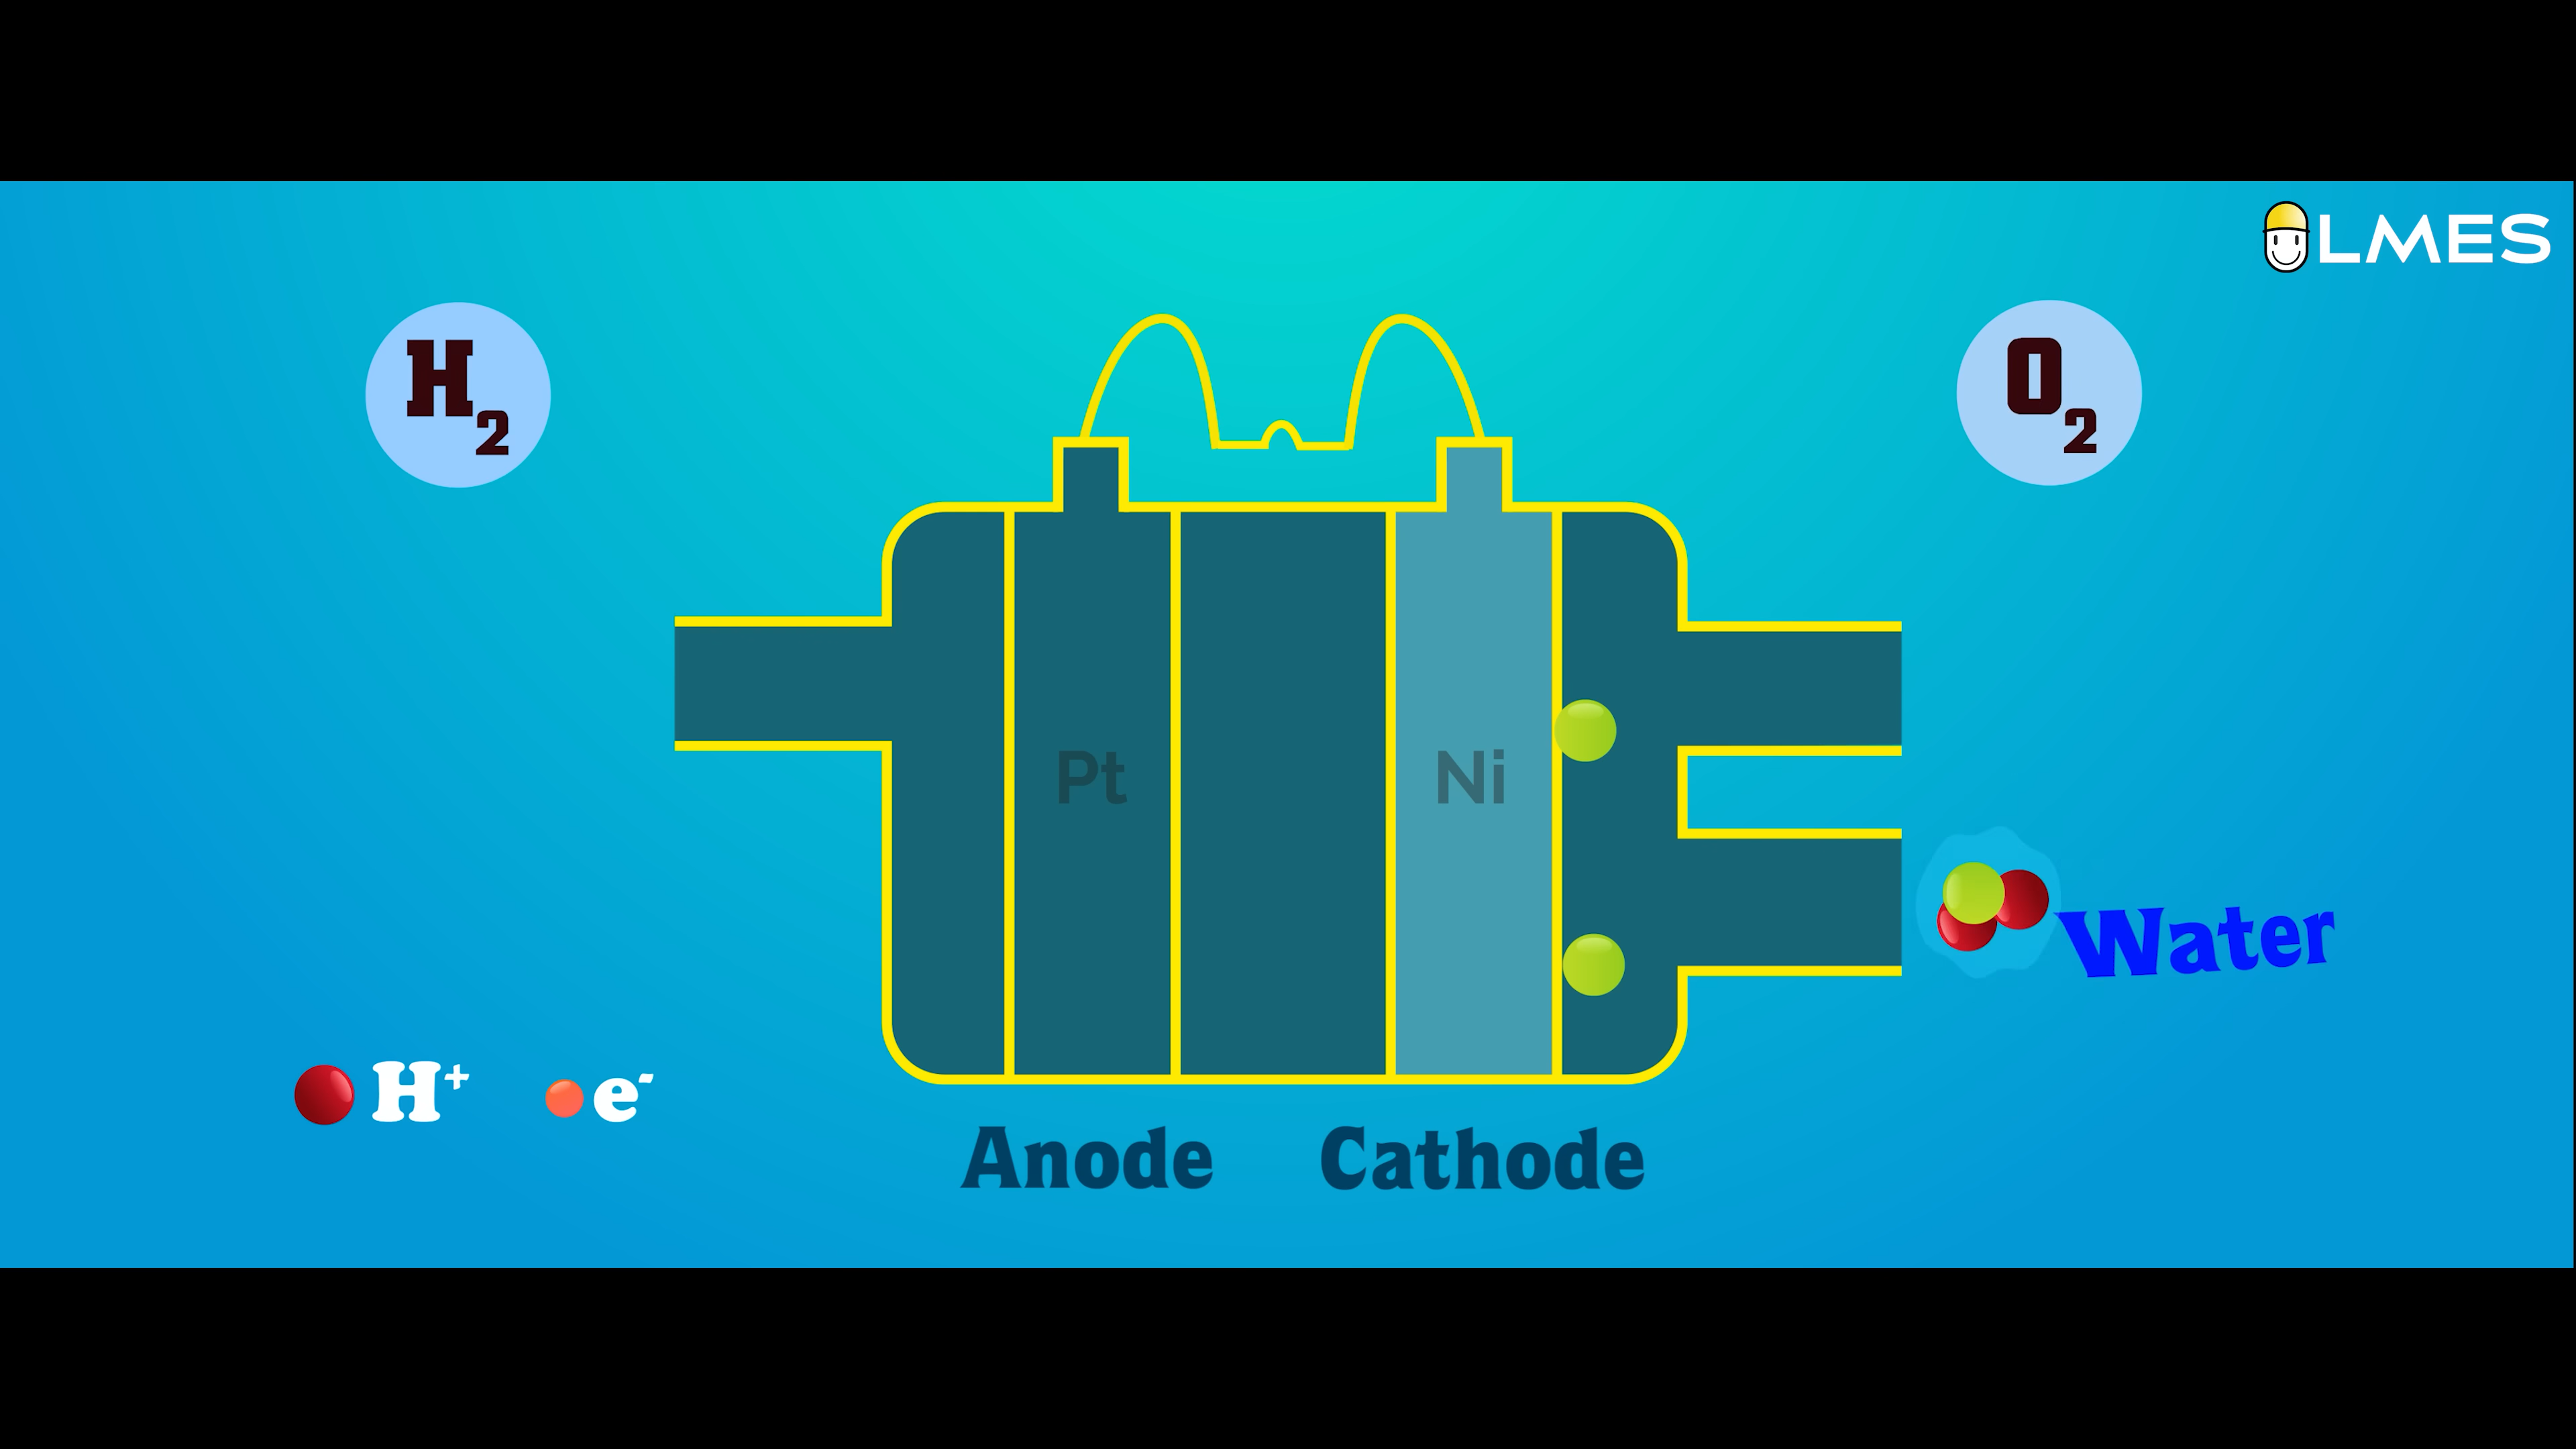 LMES
H2
O2
Pt
Ni
Water
H+
e-
Anode
Cathode